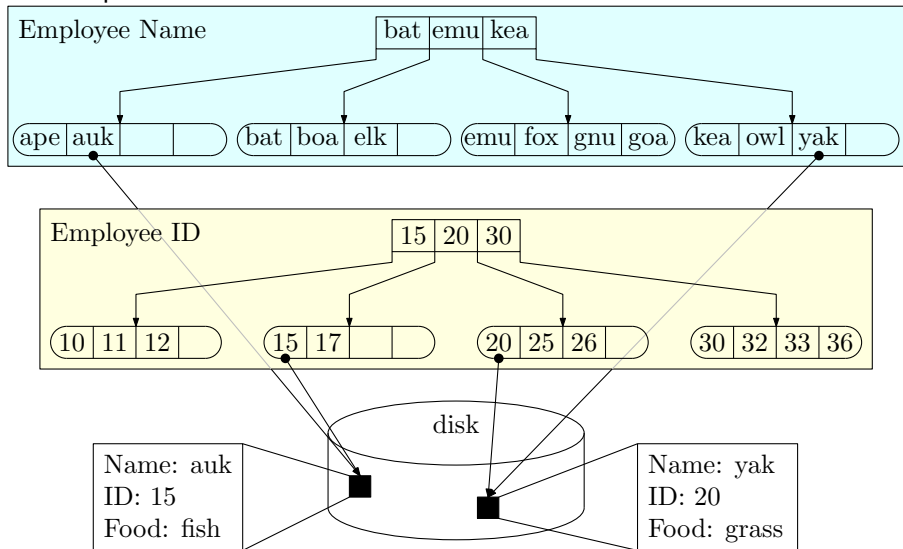 Employee Name
bat emu kea
ape auk
bat boa elk
emu fox gnu goa
kea owl yak
Employee ID
15 20 30
10 11 12
15 17
20 25 26
30 32 33 36
disk
Name: auk
ID: 15
Food: fish
Name: yak
ID: 20
Food: grass